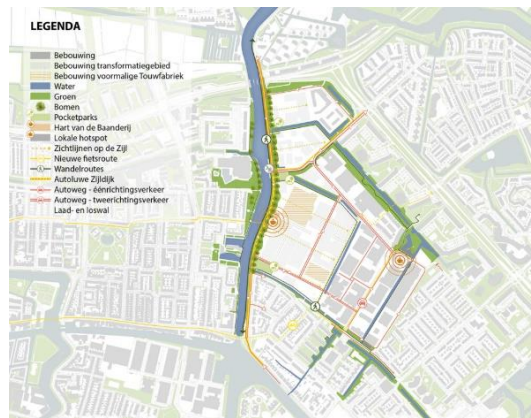 LEGENDA
Bebouwing
Bebouwing transformatiegebied
Bebouwing voormalige Touwfabriek
Water
Groen
Bomen
Pocketparks
Hart van de Baanderij
Lokale hotspot
Zichtlijnen op de Zijl
Nieuwe fietsroute
Wandelroutes
Autoluwe Zijldijk
Autoweg - éénrichtingsverkeer
Autoweg - tweerichtingsverkeer
Laad- en loswal